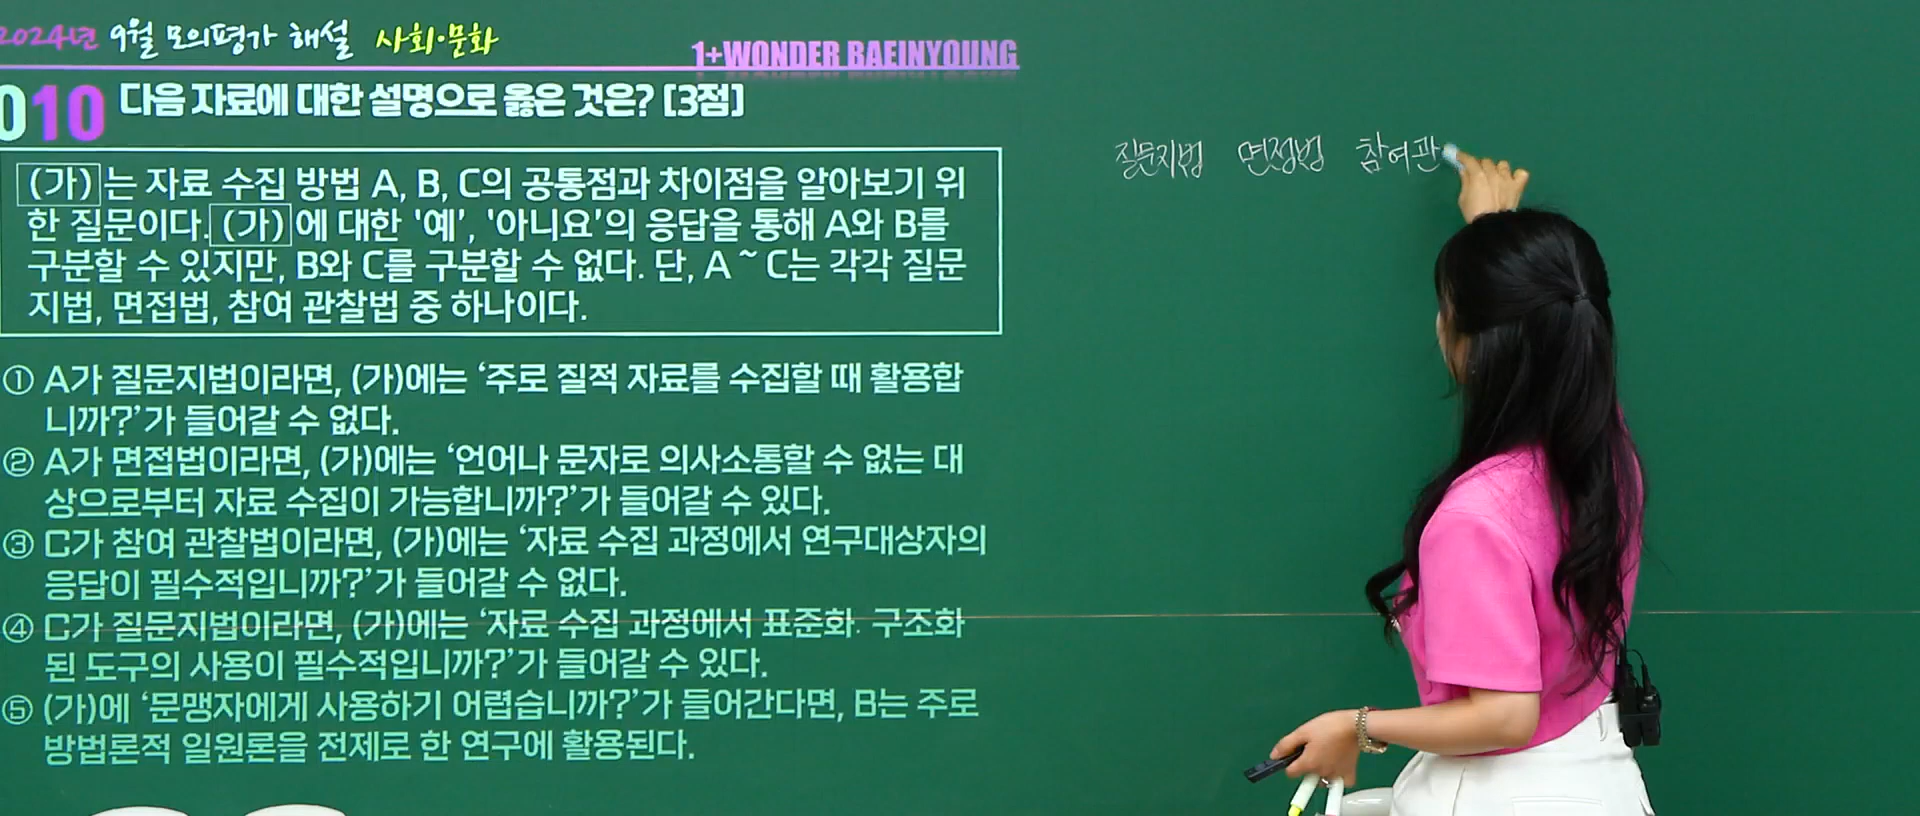 2024년 9월 모의평가 해설 사회·문화
1+WONDER BAEINYOUNG
010 다음 자료에 대한 설명으로 옳은 것은? [3점]
(가)는 자료 수집 방법 A, B, C의 공통점과 차이점을 알아보기 위
한 질문이다. (가)에 대한 '예', '아니요'의 응답을 통해 A와 B를
구분할 수 있지만, B와 C를 구분할 수 없다. 단, A ~ C는 각각 질문
지법, 면접법, 참여 관찰법 중 하나이다.
① A가 질문지법이라면, (가)에는 ‘주로 질적 자료를 수집할 때 활용합
니까?’가 들어갈 수 없다.
② A가 면접법이라면, (가)에는 ‘언어나 문자로 의사소통할 수 없는 대
상으로부터 자료 수집이 가능합니까?’가 들어갈 수 있다.
③ C가 참여 관찰법이라면, (가)에는 ‘자료 수집 과정에서 연구대상자의
응답이 필수적입니까?’가 들어갈 수 없다.
④ C가 질문지법이라면, (가)에는 ‘자료 수집 과정에서 표준화. 구조화
된 도구의 사용이 필수적입니까?’가 들어갈 수 있다.
⑤ (가)에 ‘문맹자에게 사용하기 어렵습니까?’가 들어간다면, B는 주로
방법론적 일원론을 전제로 한 연구에 활용된다.
질문지법 면접법 참여관